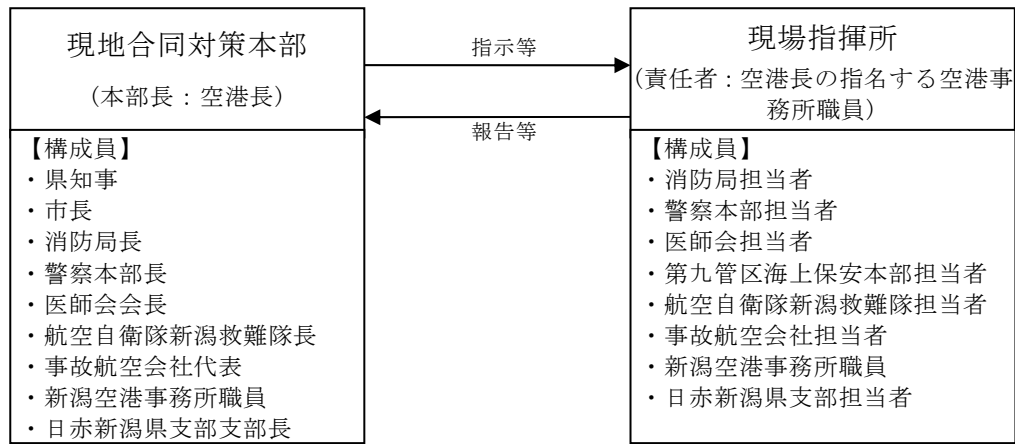 現地合同対策本部
(本部長：空港長)
【構成員】
・県知事
・市長
・消防局長
・警察本部長
・医師会会長
・航空自衛隊新潟救難隊長
・事故航空会社代表
・新潟空港事務所職員
・日赤新潟県支部支部長
指示等
報告等
現場指揮所
(責任者：空港長の指名する空港事
務所職員)
【構成員】
・消防局担当者
・警察本部担当者
・医師会担当者
・第九管区海上保安本部担当者
・航空自衛隊新潟救難隊担当者
・事故航空会社担当者
・新潟空港事務所職員
・日赤新潟県支部担当者